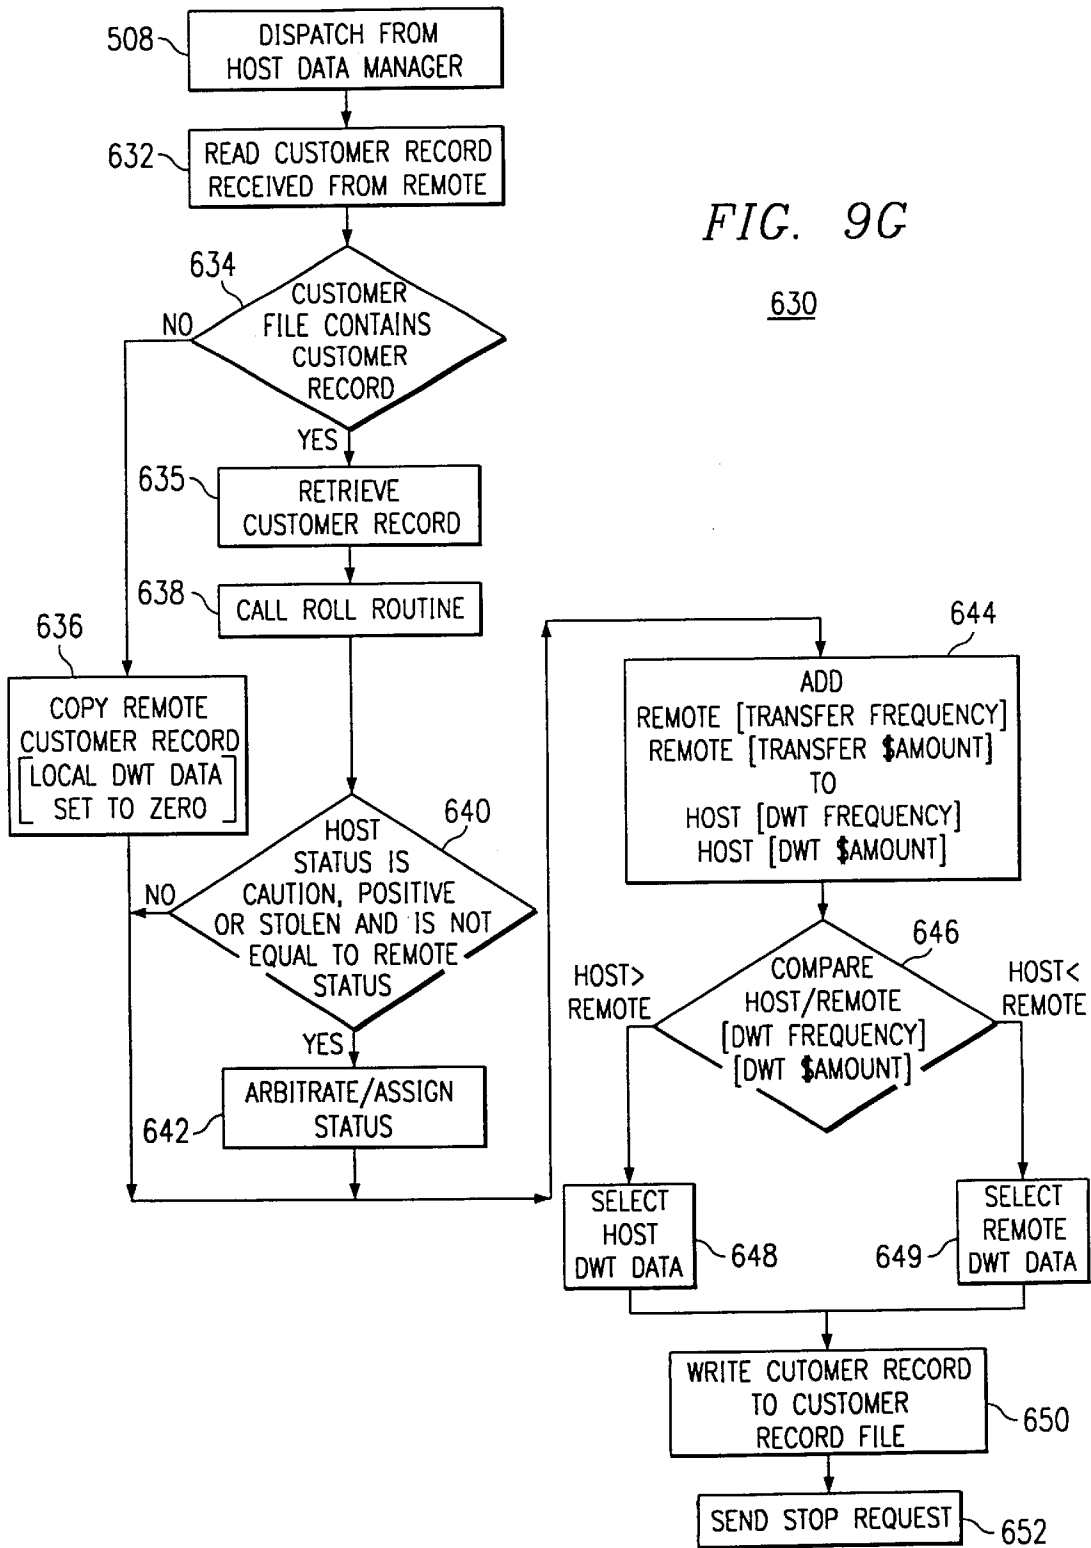 508
DISPATCH FROM
HOST DATA MANAGER
632
READ CUSTOMER RECORD
RECEIVED FROM REMOTE
FIG. 9G
630
634
CUSTOMER
FILE CONTAINS
CUSTOMER
RECORD
NO
YES
635
RETRIEVE
CUSTOMER RECORD
638
CALL ROLL ROUTINE
636
COPY REMOTE
CUSTOMER RECORD
[LOCAL DWT DATA
SET TO ZERO]
640
HOST
STATUS IS
CAUTION, POSITIVE
OR STOLEN AND IS NOT
EQUAL TO REMOTE
STATUS
NO
YES
642
ARBITRATE/ASSIGN
STATUS
644
ADD
REMOTE [TRANSFER FREQUENCY]
REMOTE [TRANSFER $AMOUNT]
TO
HOST [DWT FREQUENCY]
HOST [DWT $AMOUNT]
646
COMPARE
HOST/REMOTE
[DWT FREQUENCY]
[DWT $AMOUNT]
HOST>
REMOTE
HOST<
REMOTE
SELECT
HOST
DWT DATA
648
649
SELECT
REMOTE
DWT DATA
WRITE CUTOMER RECORD
TO CUSTOMER
RECORD FILE
650
SEND STOP REQUEST
652